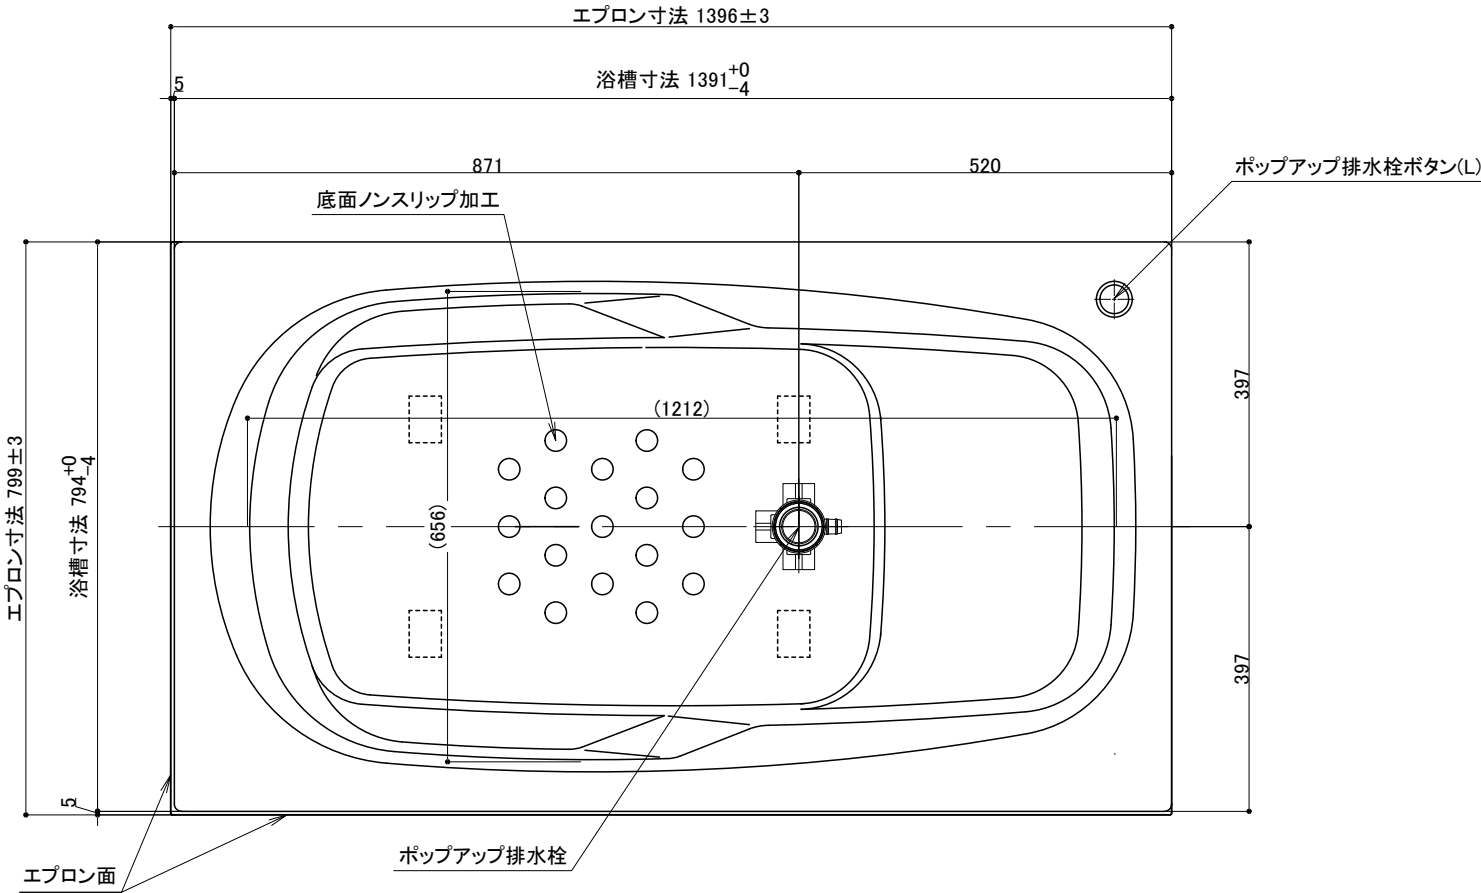 エプロン寸法 1396±3
浴槽寸法 1391 +0 -4
5
871
520
ポップアップ排水栓ボタン(L)
底面ノンスリップ加工
(1212)
397
(656)
エプロン寸法 799±3
浴槽寸法 794 +0 -4
397
5
ポップアップ排水栓
エプロン面